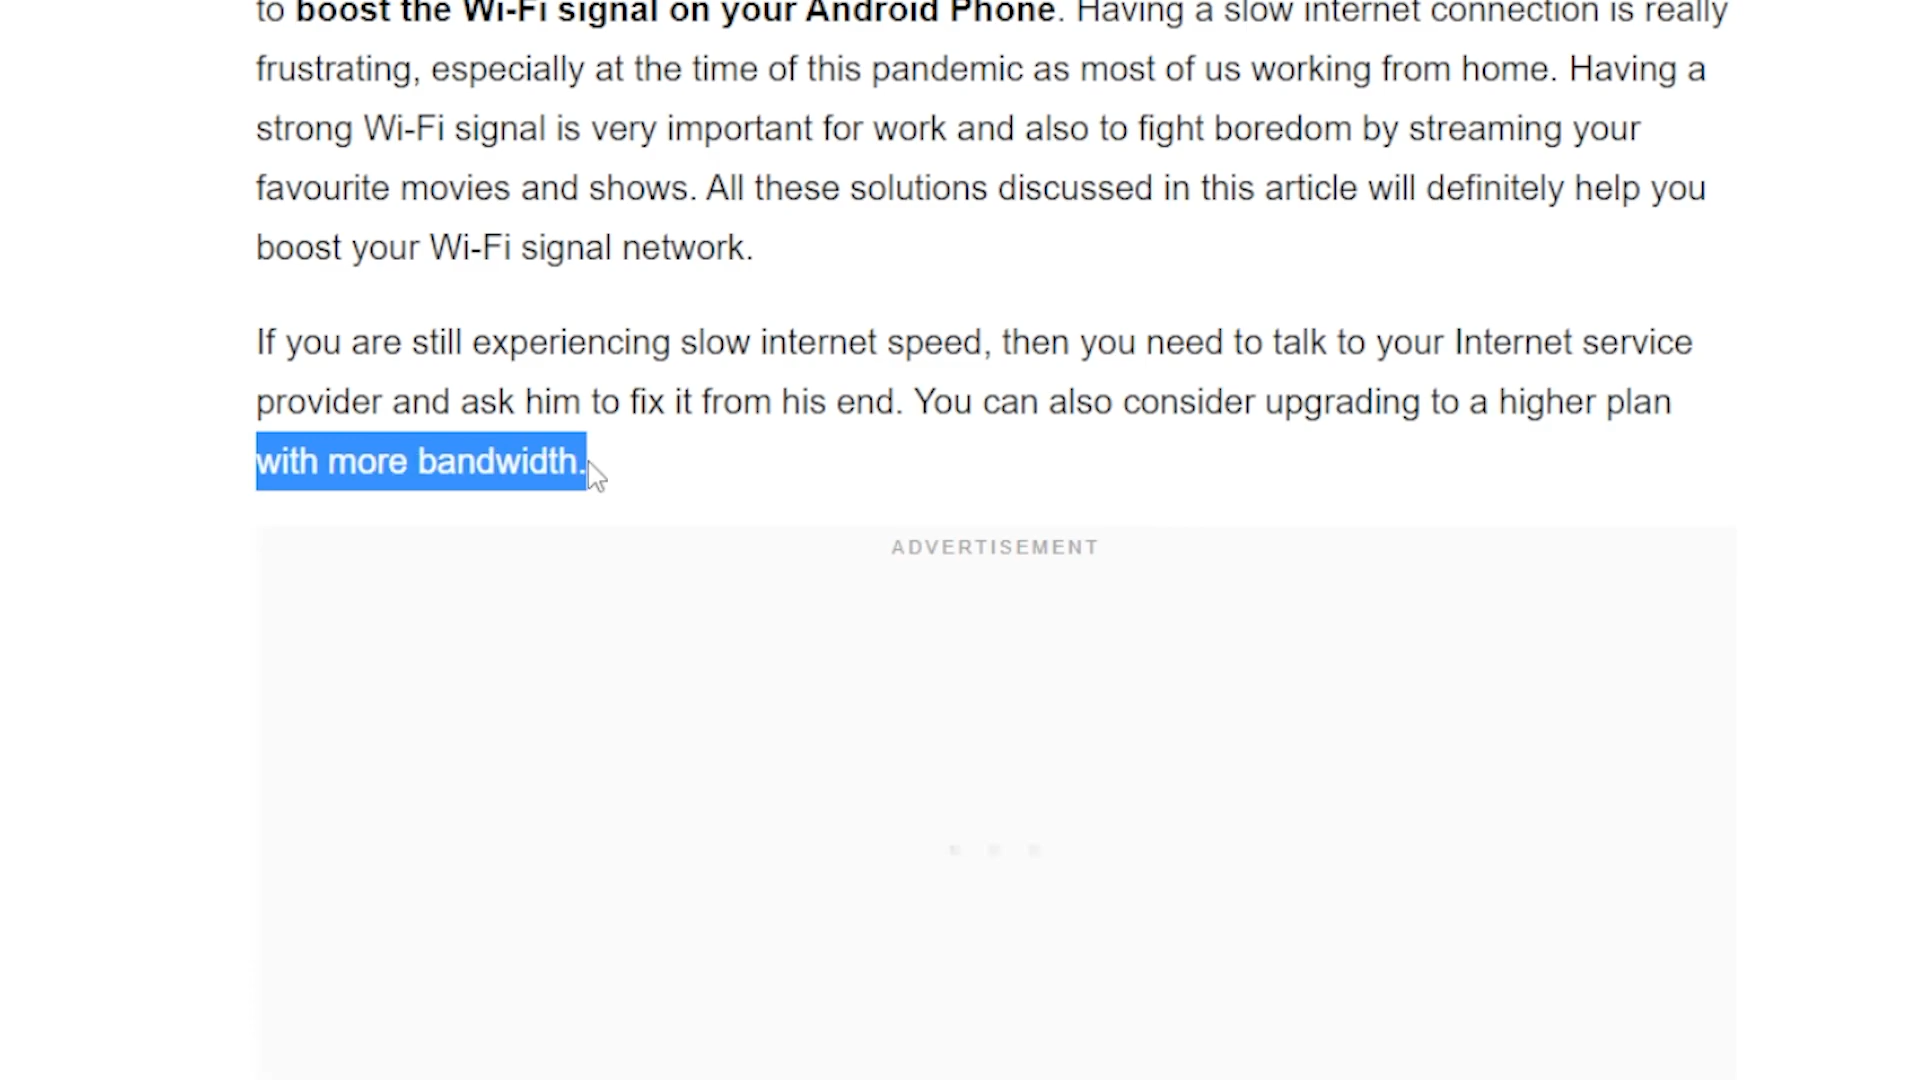 to boost the Wi-Fi signal on your Android Phone. Having a slow internet connection is really
frustrating, especially at the time of this pandemic as most of us working from home. Having a
strong Wi-Fi signal is very important for work and also to fight boredom by streaming your
favourite movies and shows. All these solutions discussed in this article will definitely help you
boost your Wi-Fi signal network.
If you are still experiencing slow internet speed, then you need to talk to your Internet service
provider and ask him to fix it from his end. You can also consider upgrading to a higher plan
with more bandwidth.
ADVERTISEMENT